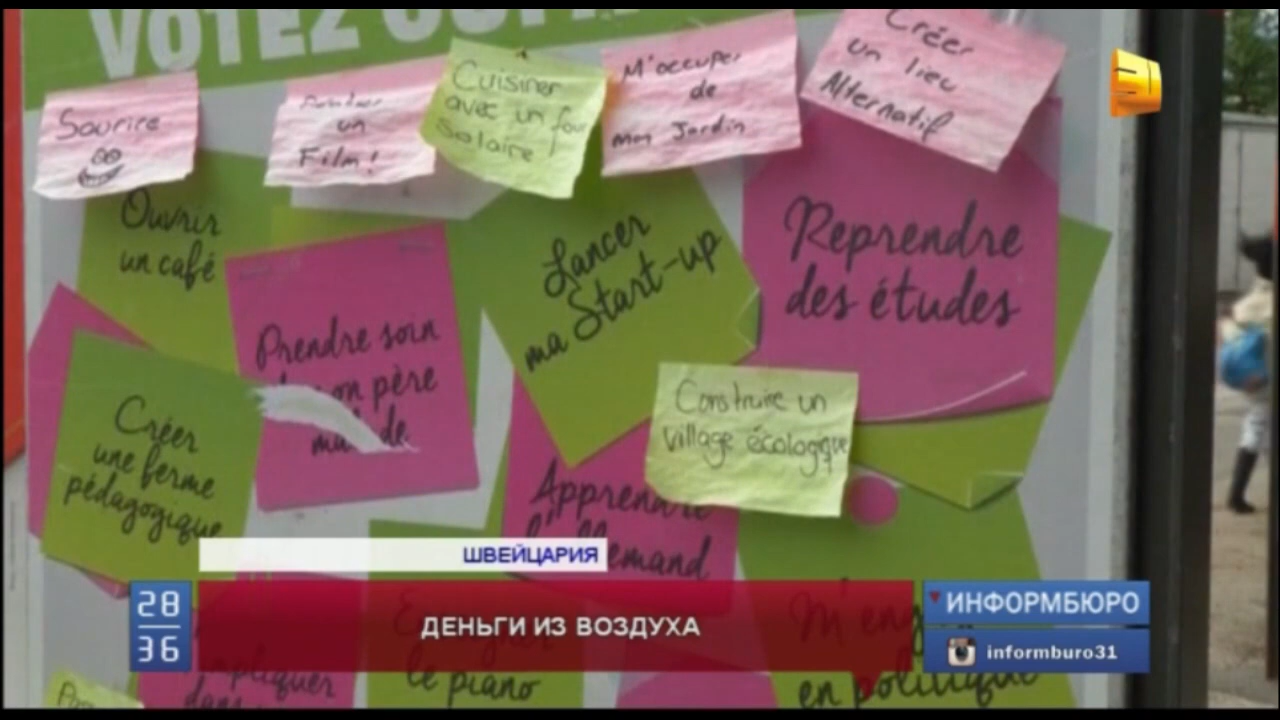 VOTEZ
Sourire
un
Film!
Cuisiner
avec un four
solaire
M'occuper
de
mon Jardin
Créer
un lieu
Alternatif
Ouvrir
un café
Prendre soin
père
Lancer
ma Start-up
Reprendre
des études
Créer
une ferme
pédagogique
Construire un
village écologique
Apprendre
ШВЕЙЦАРИЯ
28
36
ДЕНЬГИ ИЗ ВОЗДУХА
ИНФОРМБЮРО
informburo31
le piano
en politique
31